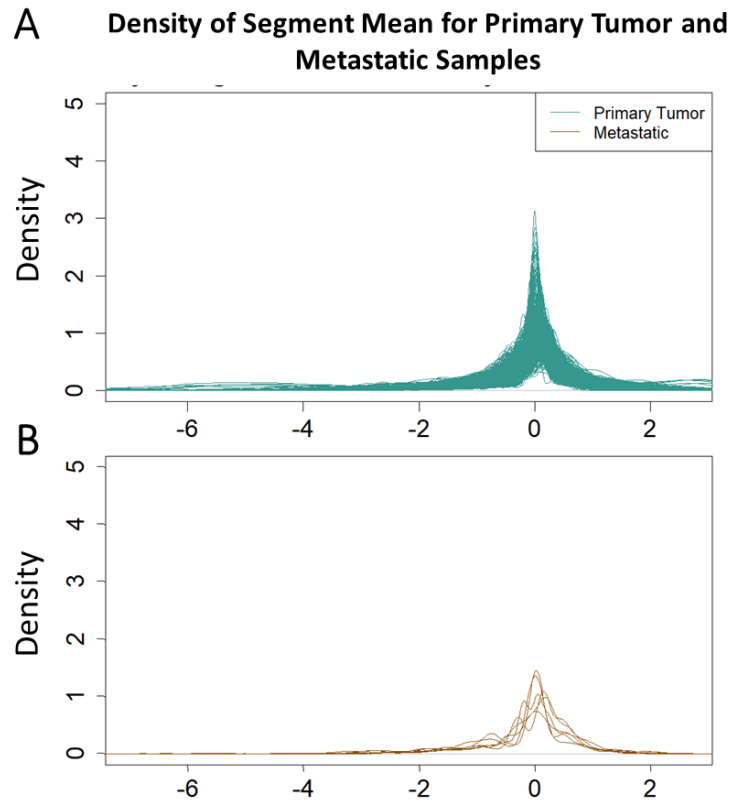 A
Density of Segment Mean for Primary Tumor and
Metastatic Samples
5
4
3
2
1
0
Density
Primary Tumor
Metastatic
-6 -4 -2 0 2
B
5
4
3
2
1
0
Density
-6 -4 -2 0 2